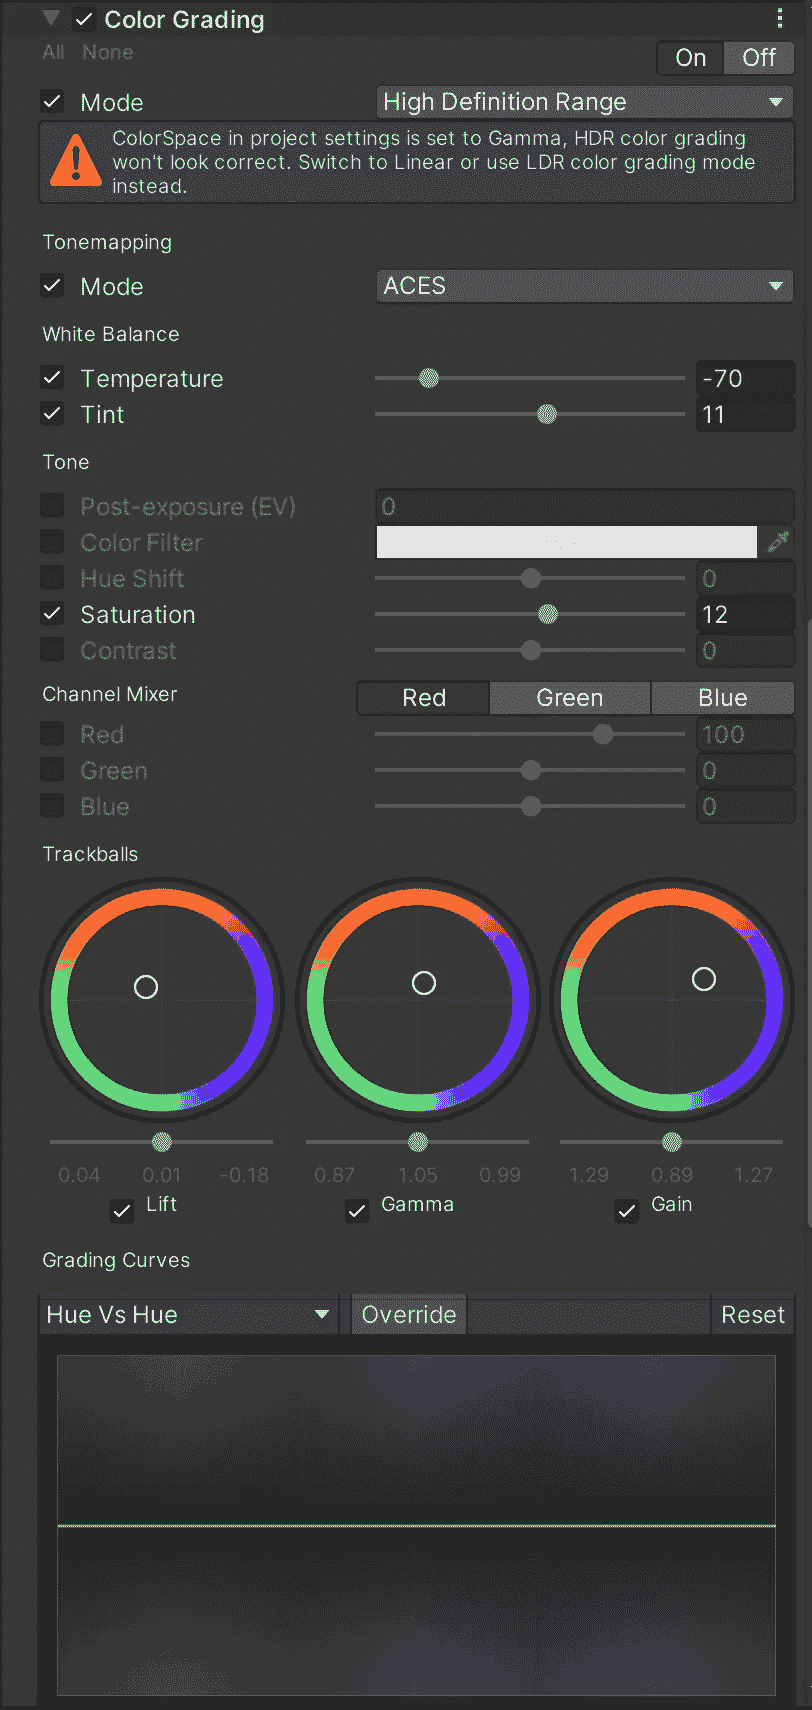 Color Grading
All None
On Off
Mode High Definition Range
ColorSpace in project settings is set to Gamma, HDR color grading
won't look correct. Switch to Linear or use LDR color grading mode
instead.
Tonemapping
Mode ACES
White Balance
Temperature -70
Tint 11
Tone
Post-exposure (EV) 0
Color Filter
Hue Shift 0
Saturation 12
Contrast 0
Channel Mixer Red Green Blue
Red 100
Green 0
Blue 0
Trackballs
0.04 0.01 -0.18 0.87 1.05 0.99 1.29 0.89 1.27
Lift Gamma Gain
Grading Curves
Hue Vs Hue Override Reset